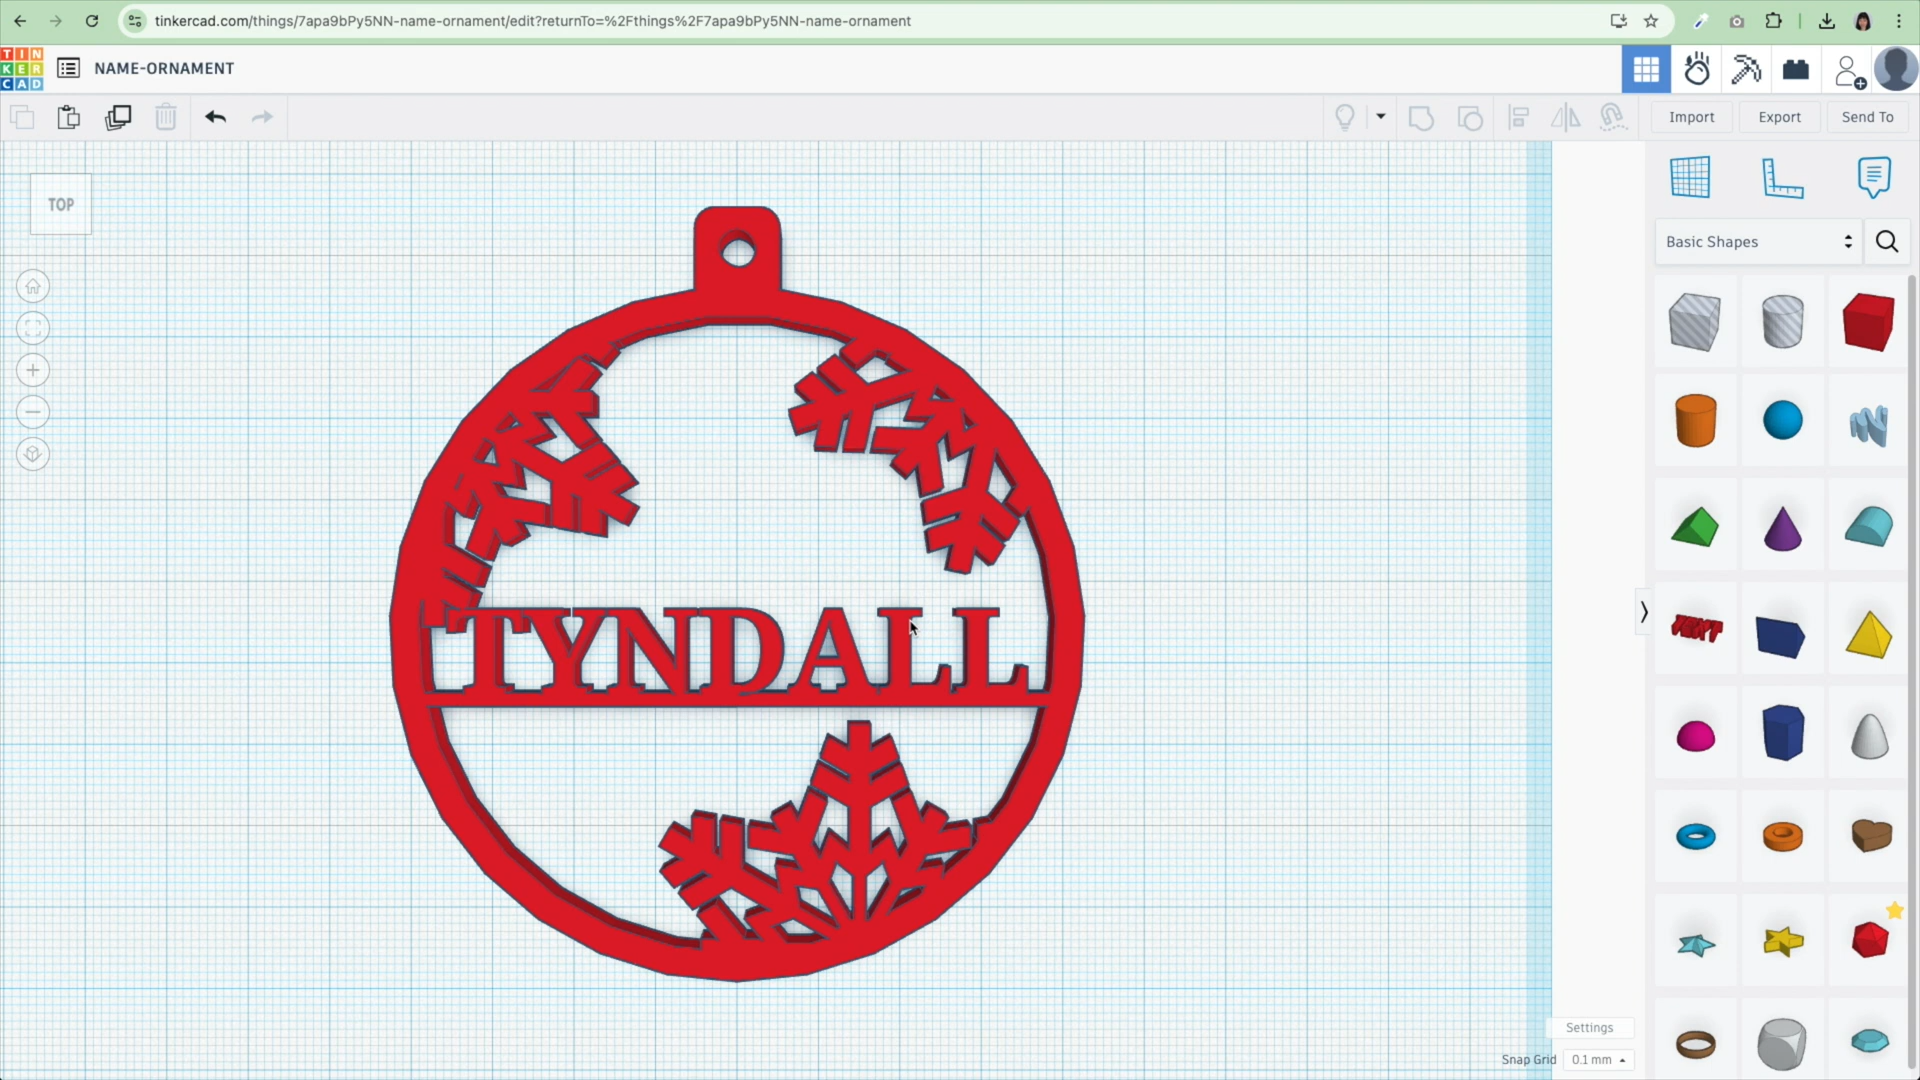 tinkercad.com/things/7apa9bPy5NN-name-ornament/edit?returnTo=%2Fthings%2F7apa9bPy5NN-name-ornament
TIN
KER
CAD
NAME-ORNAMENT
Import
Export
Send To
TOP
Basic Shapes
TEXT
TYNDALL
Settings
Snap Grid 0.1 mm